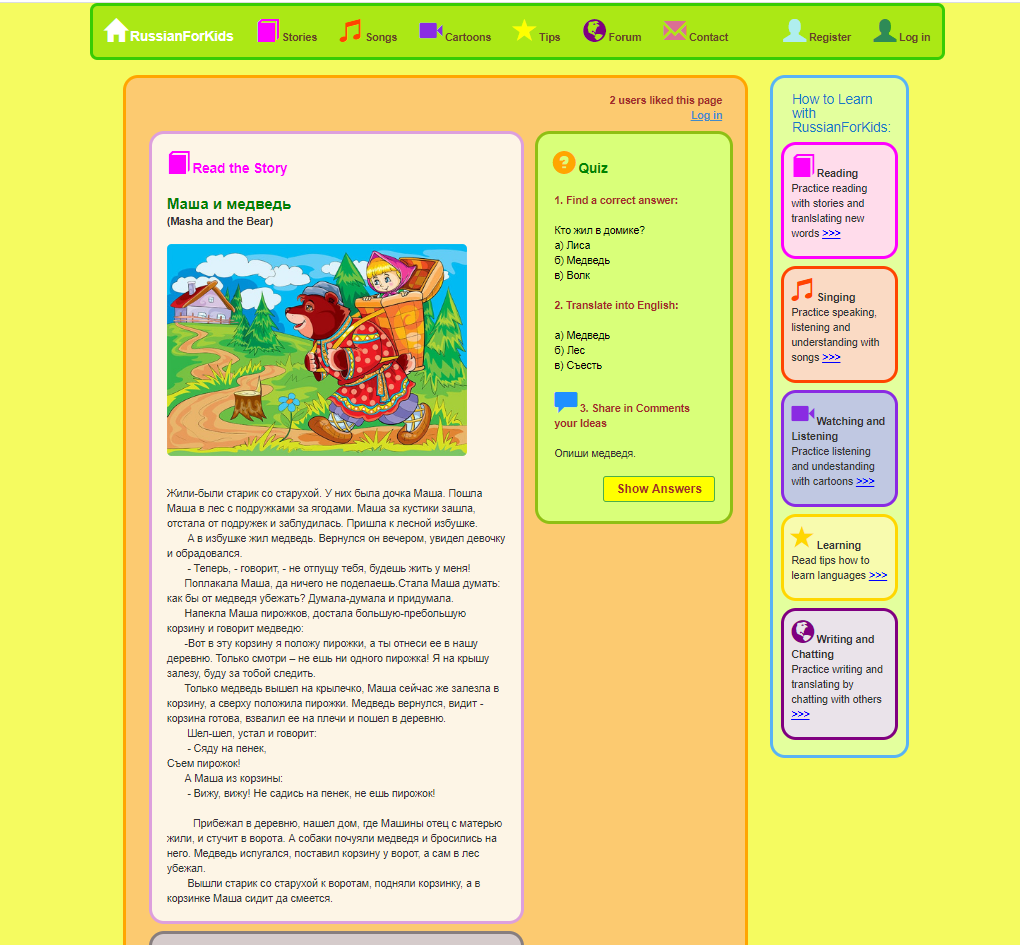 RussianForKids
Stories
Songs
Cartoons
Tips
Forum
Contact
Register
Log in
2 users liked this page
Log in
Read the Story
Маша и медведь
(Masha and the Bear)
Жили-были старик со старухой. У них была дочка Маша. Пошла
Маша в лес с подружками за ягодами. Маша за кустики зашла,
отстала от подружек и заблудилась. Пришла к лесной избушке.
А в избушке жил медведь. Вернулся он вечером, увидел девочку
и обрадовался.
- Теперь, - говорит, - не отпущу тебя, будешь жить у меня!
Поплакала Маша, да ничего не поделаешь.Стала Маша думать:
как бы от медведя убежать? Думала-думала и придумала.
Напекла Маша пирожков, достала большую-пребольшую
корзину и говорит медведю:
-Вот в эту корзину я положу пирожки, а ты отнеси ее в нашу
деревню. Только смотри – не ешь ни одного пирожка! Я на крышу
залезу, буду за тобой следить.
Только медведь вышел на крылечко, Маша сейчас же залезла в
корзину, а сверху положила пирожки. Медведь вернулся, видит -
корзина готова, взвалил ее на плечи и пошел в деревню.
Шел-шел, устал и говорит:
- Сяду на пенек,
Съем пирожок!
А Маша из корзины:
- Вижу, вижу! Не садись на пенек, не ешь пирожок!
Прибежал в деревню, нашел дом, где Машины отец с матерью
жили, и стучит в ворота. А собаки почуяли медведя и бросились на
него. Медведь испугался, поставил корзину у ворот, а сам в лес
убежал.
Вышли старик со старухой к воротам, подняли корзинку, а в
корзинке Маша сидит да смеется.
? Quiz
1. Find a correct answer:
Кто жил в домике?
а) Лиса
б) Медведь
в) Волк
2. Translate into English:
а) Медведь
б) Лес
в) Съесть
3. Share in Comments
your Ideas
Опиши медведя.
Show Answers
How to Learn
with
RussianForKids:
Reading
Practice reading
with stories and
tranlslating new
words >>>
Singing
Practice speaking,
listening and
understanding with
songs >>>
Watching and
Listening
Practice listening
and undestanding
with cartoons >>>
Learning
Read tips how to
learn languages >>>
Writing and
Chatting
Practice writing and
translating by
chatting with others
>>>